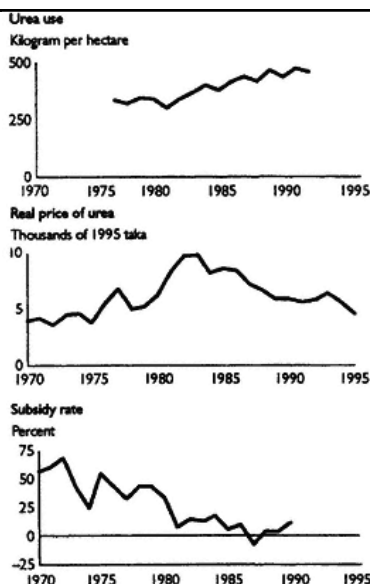 Urea use
Kilogram per hectare
500
250
0
1970 1975 1980 1985 1990 1995
Real price of urea
Thousands of 1995 taka
10
5
0
1970 1975 1980 1985 1990 1995
Subsidy rate
Percent
75
50
25
0
1970 1975 1980 1985 1990 1995
-25